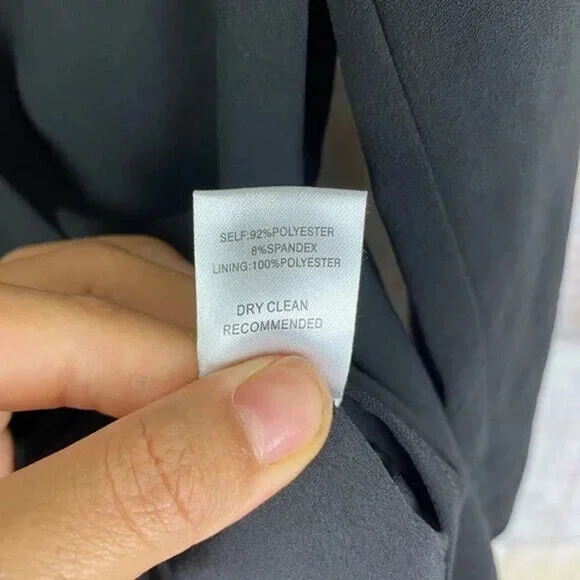 SELF:92%POLYESTER
8%SPANDEX
LINING:100%POLYESTER
DRY CLEAN
RECOMMENDED